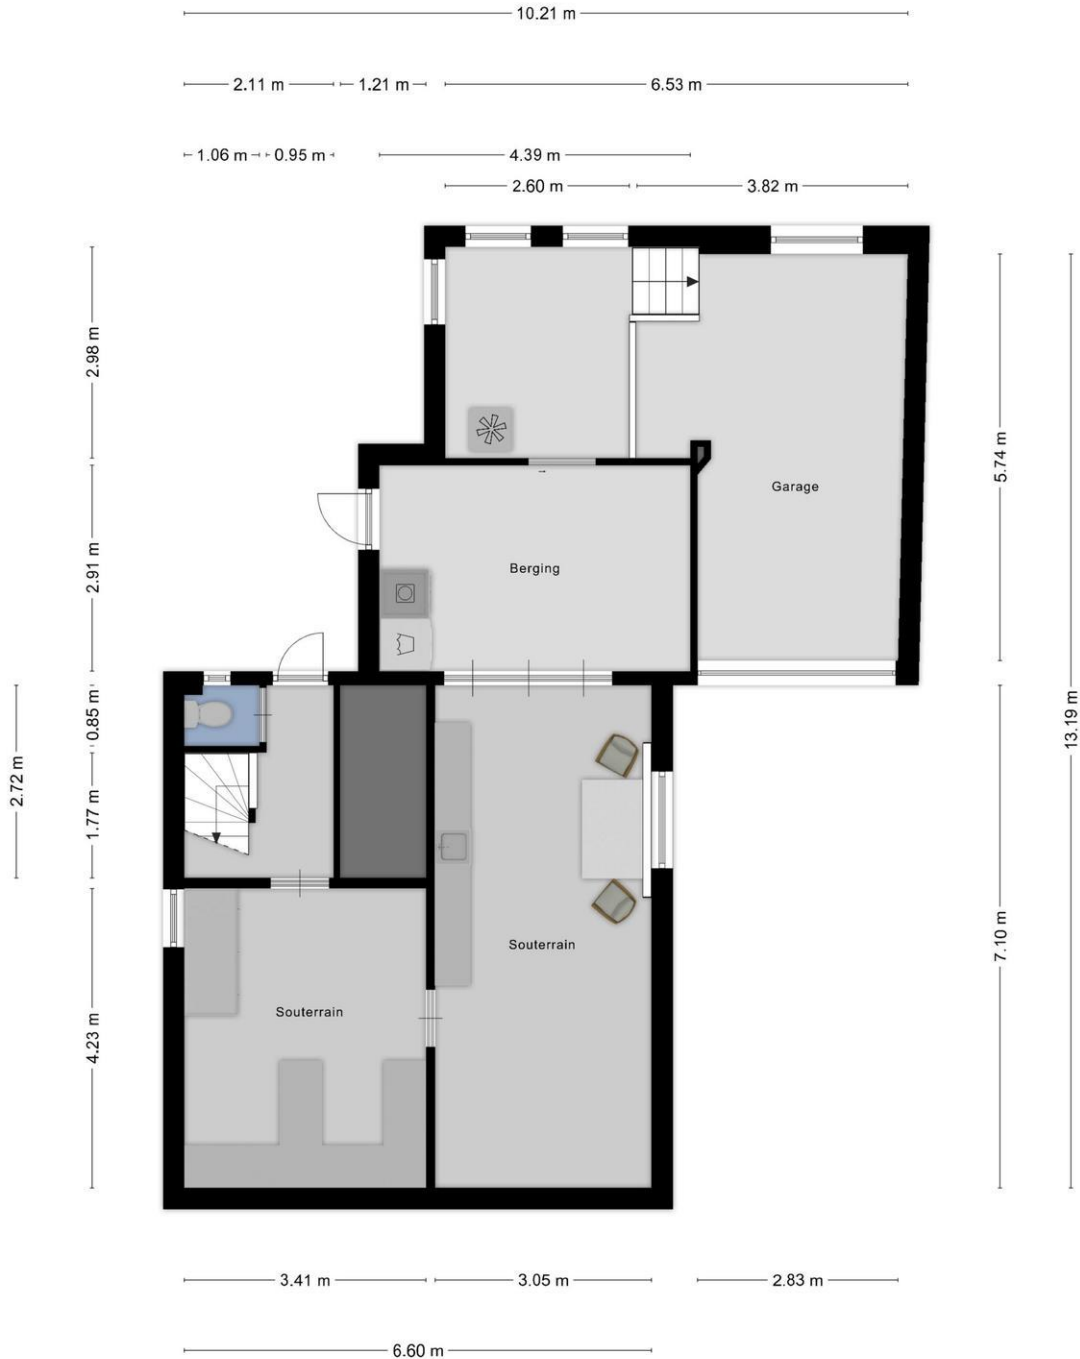 10.21 m
2.11 m 1.21 m 6.53 m
1.06 m 0.95 m 4.39 m
2.60 m 3.82 m
2.98 m
5.74 m
Garage
2.91 m
Berging
0.85 m
13.19 m
2.72 m
1.77 m
7.10 m
Souterrain
Souterrain
4.23 m
3.41 m 3.05 m 2.83 m
6.60 m